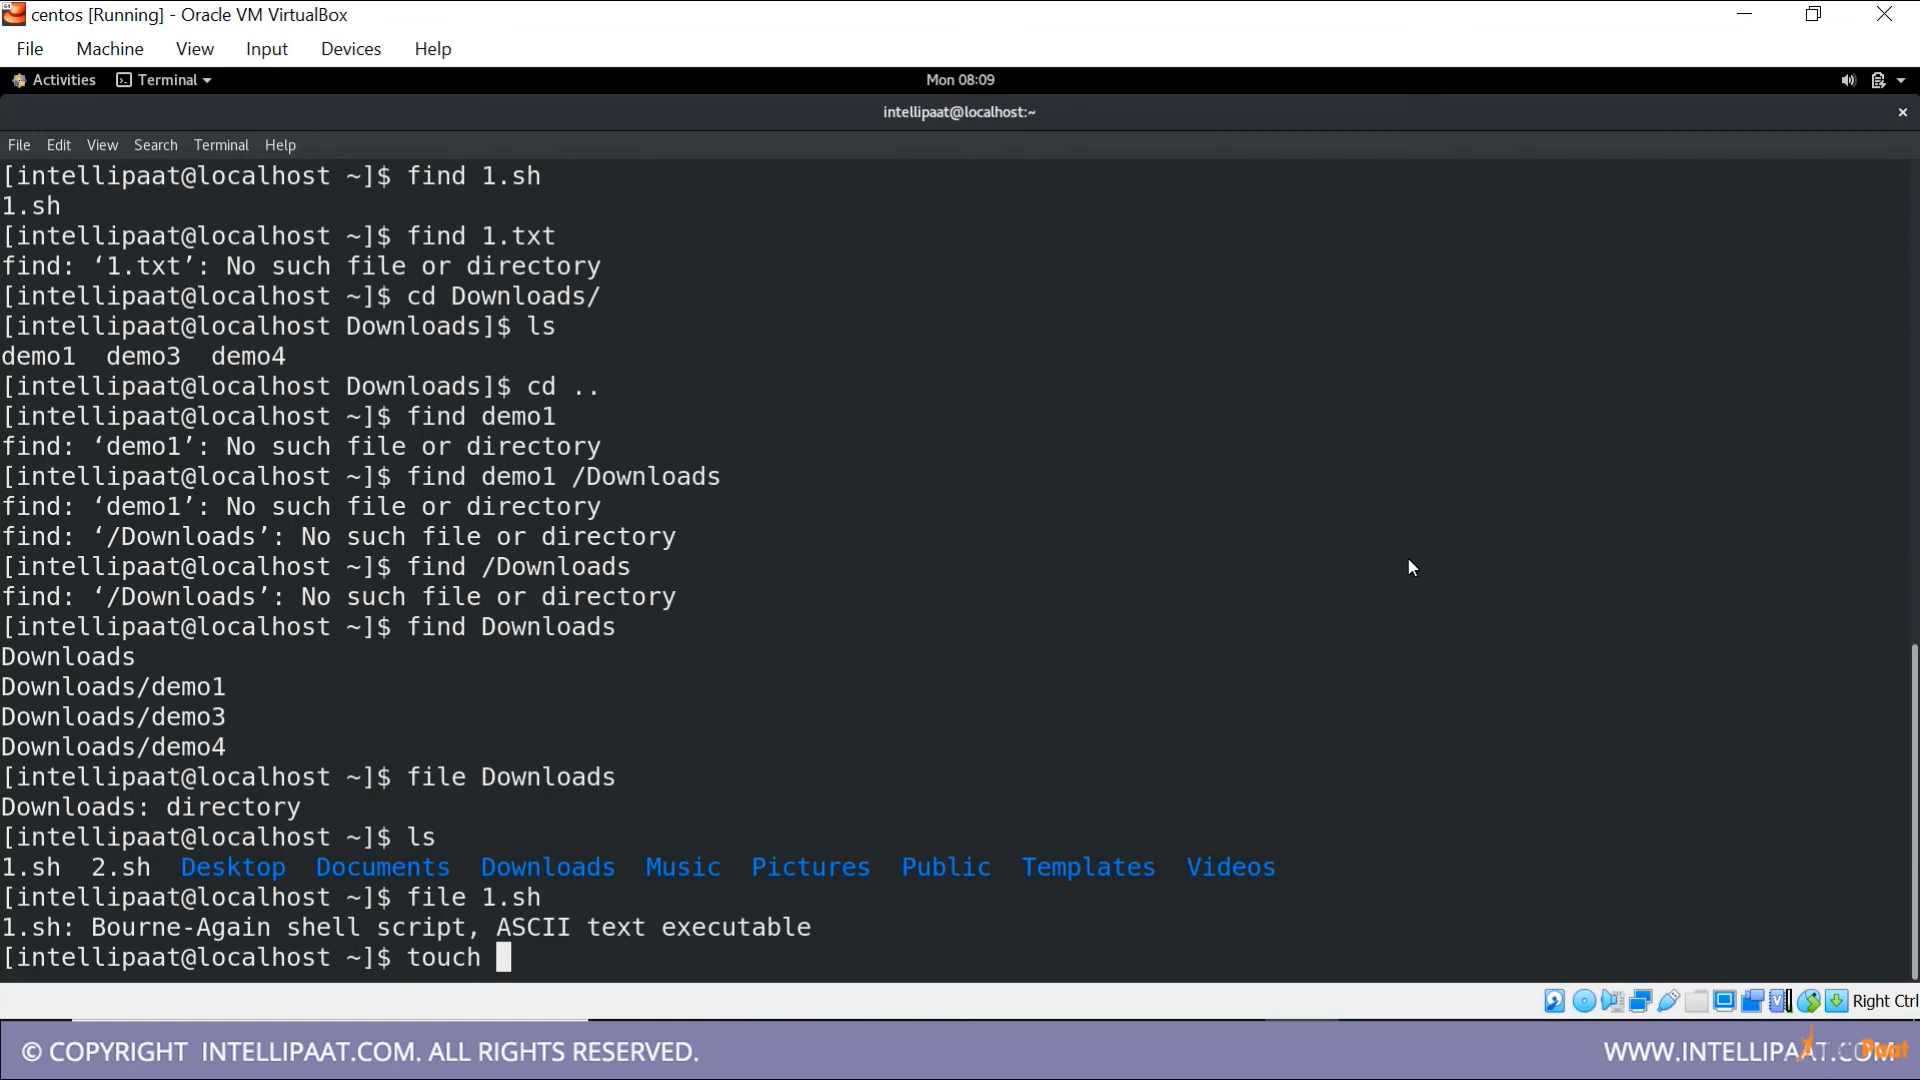 centos [Running] - Oracle VM VirtualBox
File Machine View Input Devices Help
Activities Terminal Mon 08:09
intellipaat@localhost:~
File Edit View Search Terminal Help
[intellipaat@localhost ~]$ find 1.sh
1.sh
[intellipaat@localhost ~]$ find 1.txt
find: ‘1.txt’: No such file or directory
[intellipaat@localhost ~]$ cd Downloads/
[intellipaat@localhost Downloads]$ ls
demo1 demo3 demo4
[intellipaat@localhost Downloads]$ cd ..
[intellipaat@localhost ~]$ find demo1
find: ‘demo1’: No such file or directory
[intellipaat@localhost ~]$ find demo1 /Downloads
find: ‘demo1’: No such file or directory
find: ‘/Downloads’: No such file or directory
[intellipaat@localhost ~]$ find /Downloads
find: ‘/Downloads’: No such file or directory
[intellipaat@localhost ~]$ find Downloads
Downloads
Downloads/demo1
Downloads/demo3
Downloads/demo4
[intellipaat@localhost ~]$ file Downloads
Downloads: directory
[intellipaat@localhost ~]$ ls
1.sh 2.sh Desktop Documents Downloads Music Pictures Public Templates Videos
[intellipaat@localhost ~]$ file 1.sh
1.sh: Bourne-Again shell script, ASCII text executable
[intellipaat@localhost ~]$ touch
Right Ctrl
© COPYRIGHT INTELLIPAAT.COM. ALL RIGHTS RESERVED. WWW.INTELLIPAAT.COM